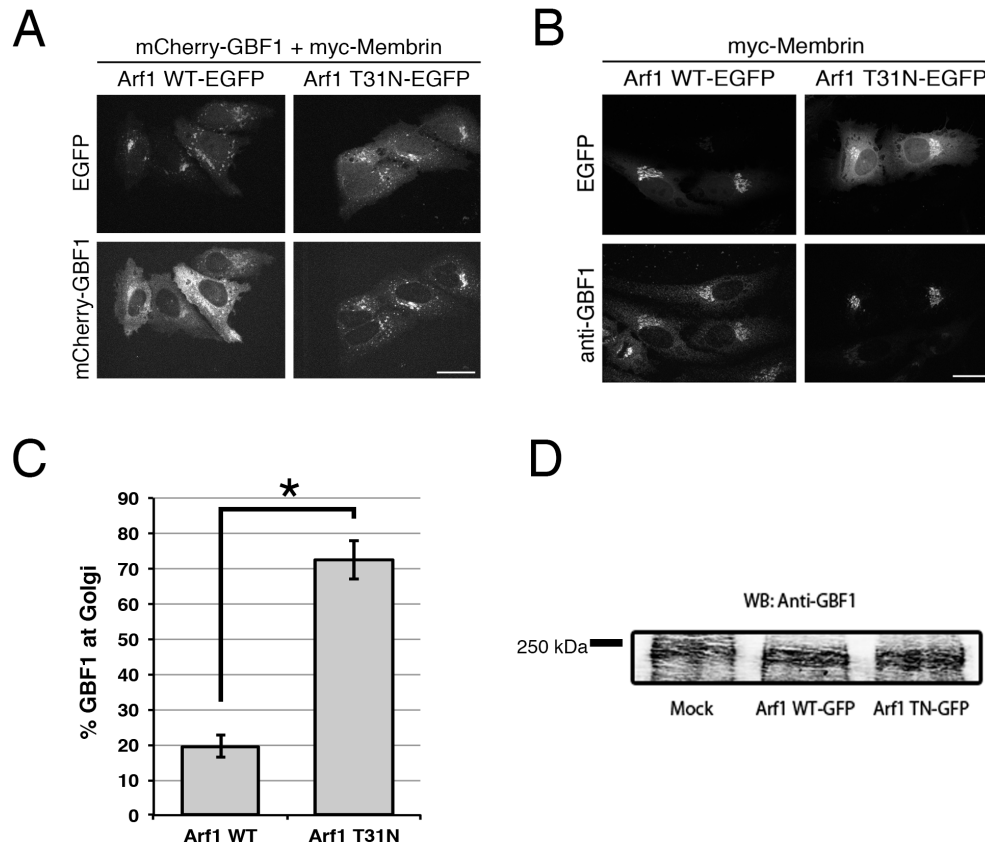 A
mCherry-GBF1 + myc-Membrin
Arf1 WT-EGFP Arf1 T31N-EGFP
EGFP
mCherry-GBF1
B
myc-Membrin
Arf1 WT-EGFP Arf1 T31N-EGFP
EGFP
anti-GBF1
C
*
% GBF1 at Golgi
90
80
70
60
50
40
30
20
10
0
Arf1 WT Arf1 T31N
D
WB: Anti-GBF1
250 kDa
Mock Arf1 WT-GFP Arf1 TN-GFP